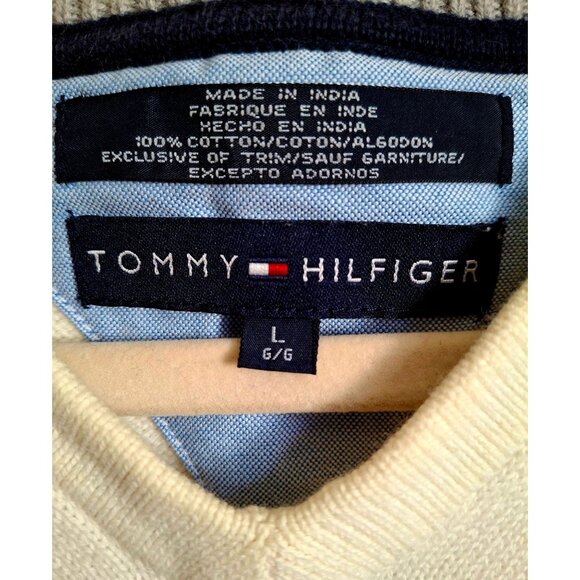 MADE IN INDIA
FABRIQUE EN INDE
HECHO EN INDIA
100% COTTON/COTON/ALGODON
EXCLUSIVE OF TRIM/SAUF GARNITURE/
EXCEPTO ADORNOS
TOMMY HILFIGER
L
G/G